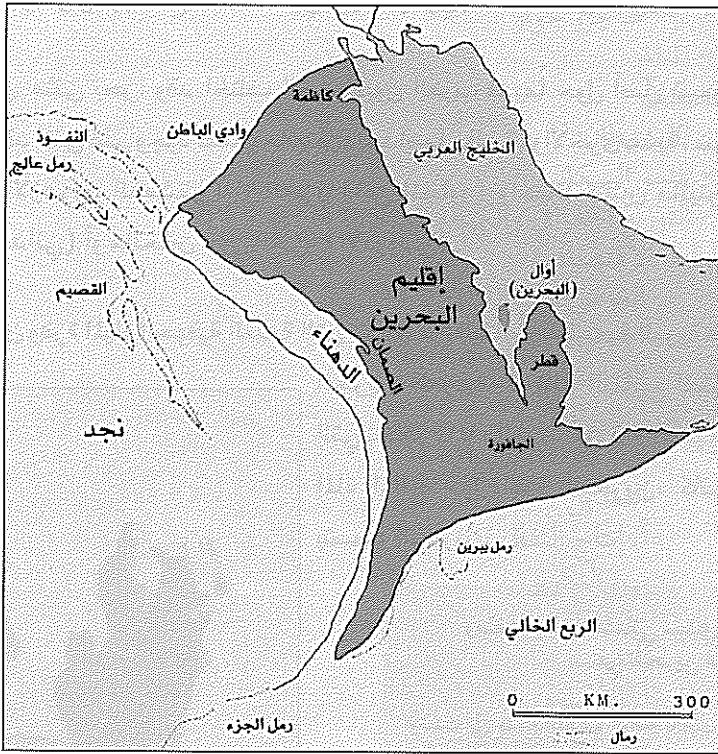 كاظمة
وادي الباطن
النفـوذ
رمل عالج
الخليج العربي
القصيم
إقليم
البحرين
أوال
(البحرين)
الدهناء
الصمان
قطر
نجد
الجافورة
رمل يبرين
الربع الخالي
0 KM. 300
رمل الجزء
رمال